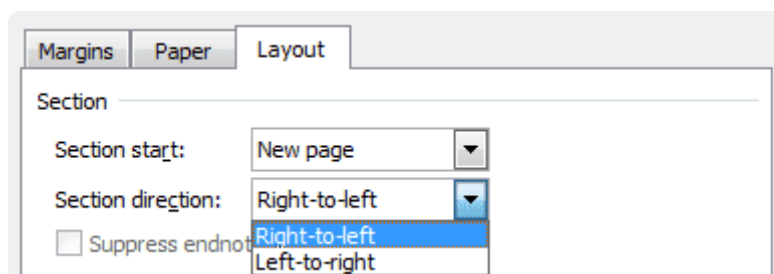 Margins Paper Layout
Section
Section start: New page
Section direction: Right-to-left
Suppress endnot Right-to-left
Left-to-right